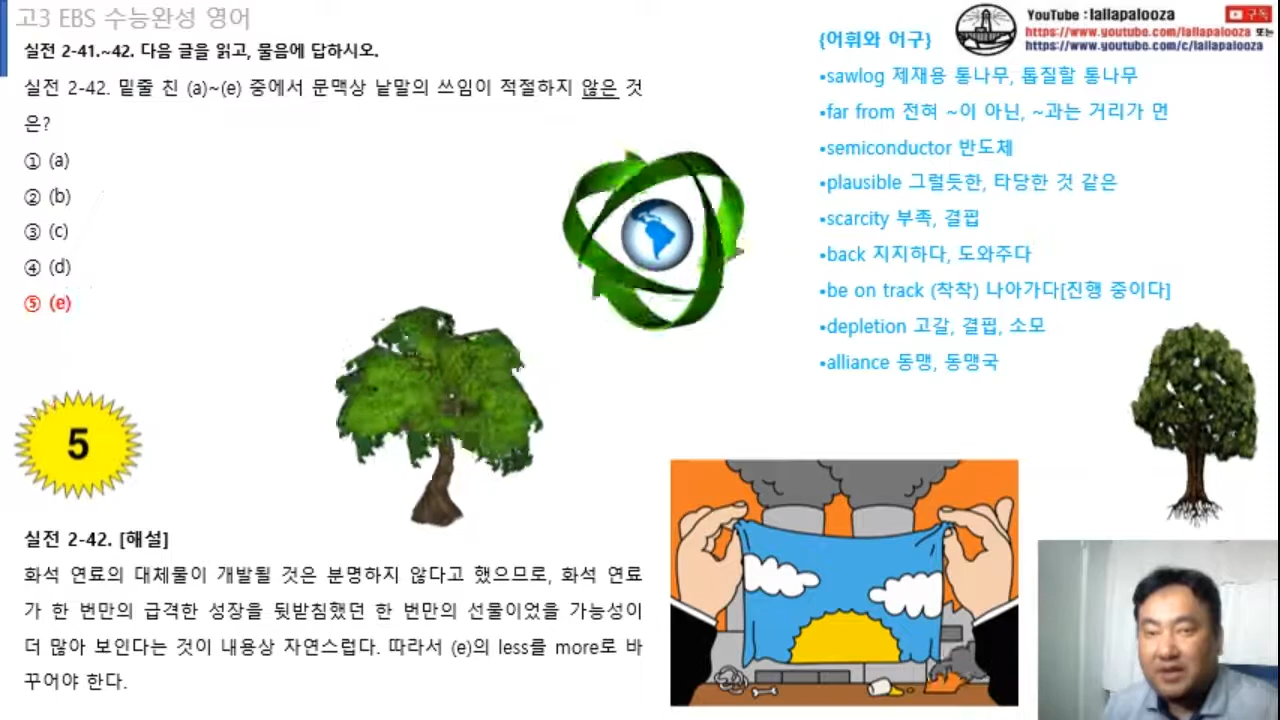 고3 EBS 수능완성 영어
실전 2-41.~42. 다음 글을 읽고, 물음에 답하시오.
실전 2-42. 밑줄 친 (a)~(e) 중에서 문맥상 낱말의 쓰임이 적절하지 않은 것
은?
① (a)
② (b)
③ (c)
④ (d)
⑤ (e)
5
실전 2-42. [해설]
화석 연료의 대체물이 개발될 것은 분명하지 않다고 했으므로, 화석 연료
가 한 번만의 급격한 성장을 뒷받침했던 한 번만의 선물이었을 가능성이
더 많아 보인다는 것이 내용상 자연스럽다. 따라서 (e)의 less를 more로 바
꾸어야 한다.
{어휘와 어구}
•sawlog 제재용 통나무, 톱질할 통나무
•far from 전혀 ~이 아닌, ~과는 거리가 먼
•semiconductor 반도체
•plausible 그럴듯한, 타당한 것 같은
•scarcity 부족, 결핍
•back 지지하다, 도와주다
•be on track (착착) 나아가다[진행 중이다]
•depletion 고갈, 결핍, 소모
•alliance 동맹, 동맹국
YouTube : lallapalooza
구독
https://www.youtube.com/lallapalooza 또는
https://www.youtube.com/c/lallapalooza